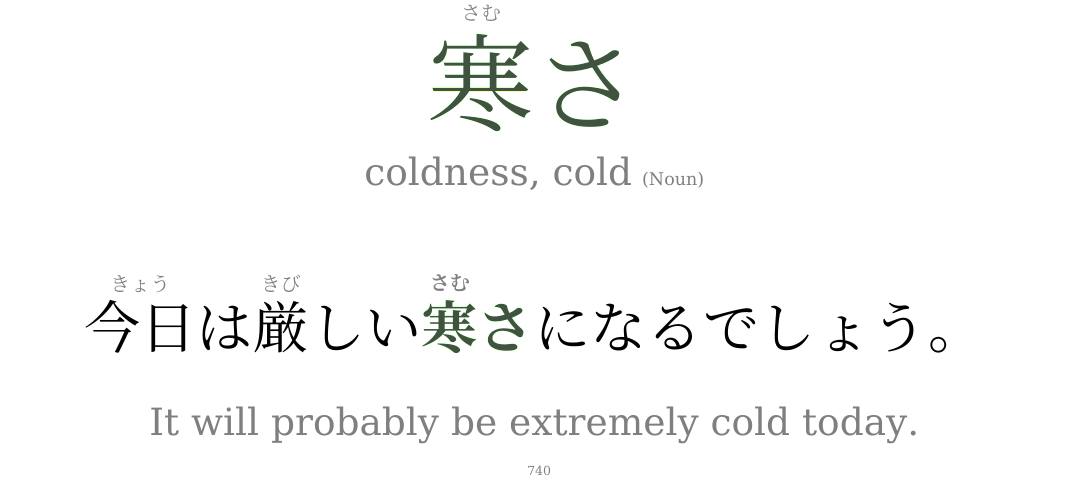 さむ
寒さ
coldness, cold (Noun)
きょう きび さむ
今日は厳しい寒さになるでしょう。
It will probably be extremely cold today.
740